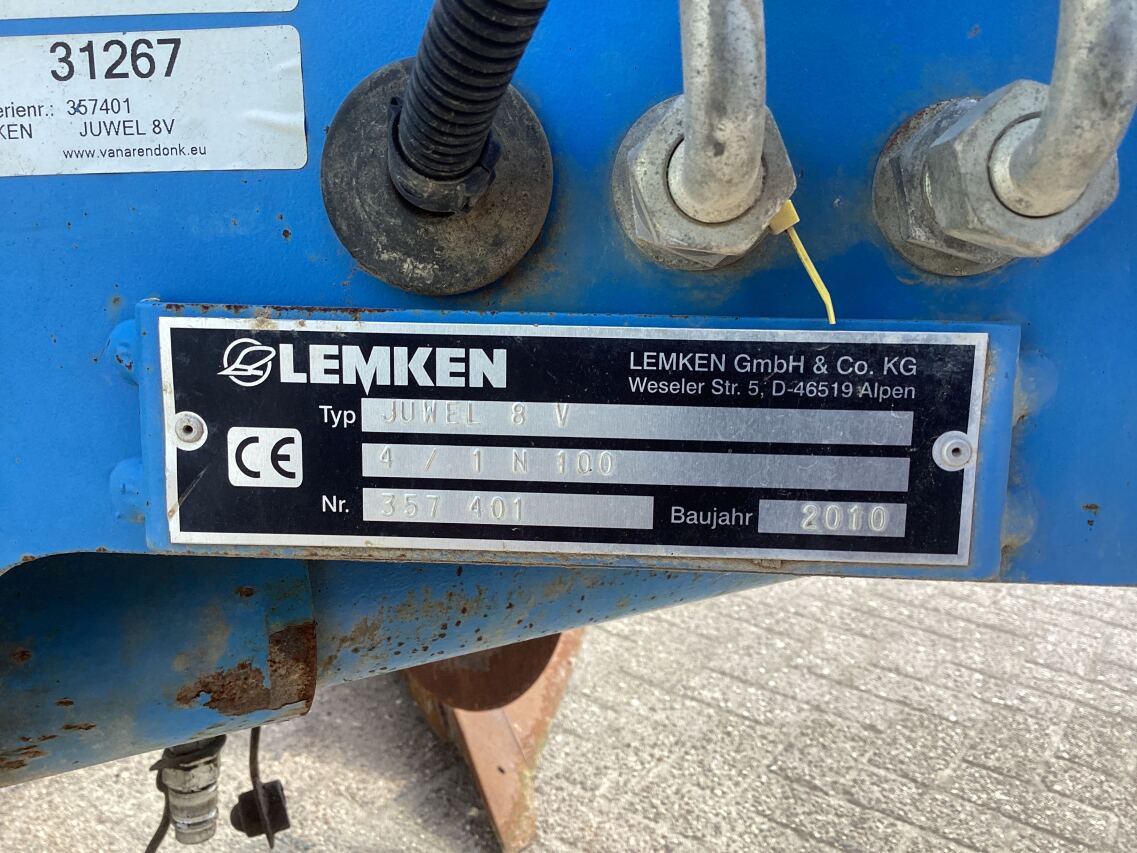 31267
erienr.: 357401
KEN JUWEL 8V
www.vanarendonk.eu
LEMKEN
LEMKEN GmbH & Co. KG
Weseler Str. 5, D-46519 Alpen
Typ JUWEL 8 V
CE 4 / 1 N 100
Nr. 357 401 Baujahr 2010